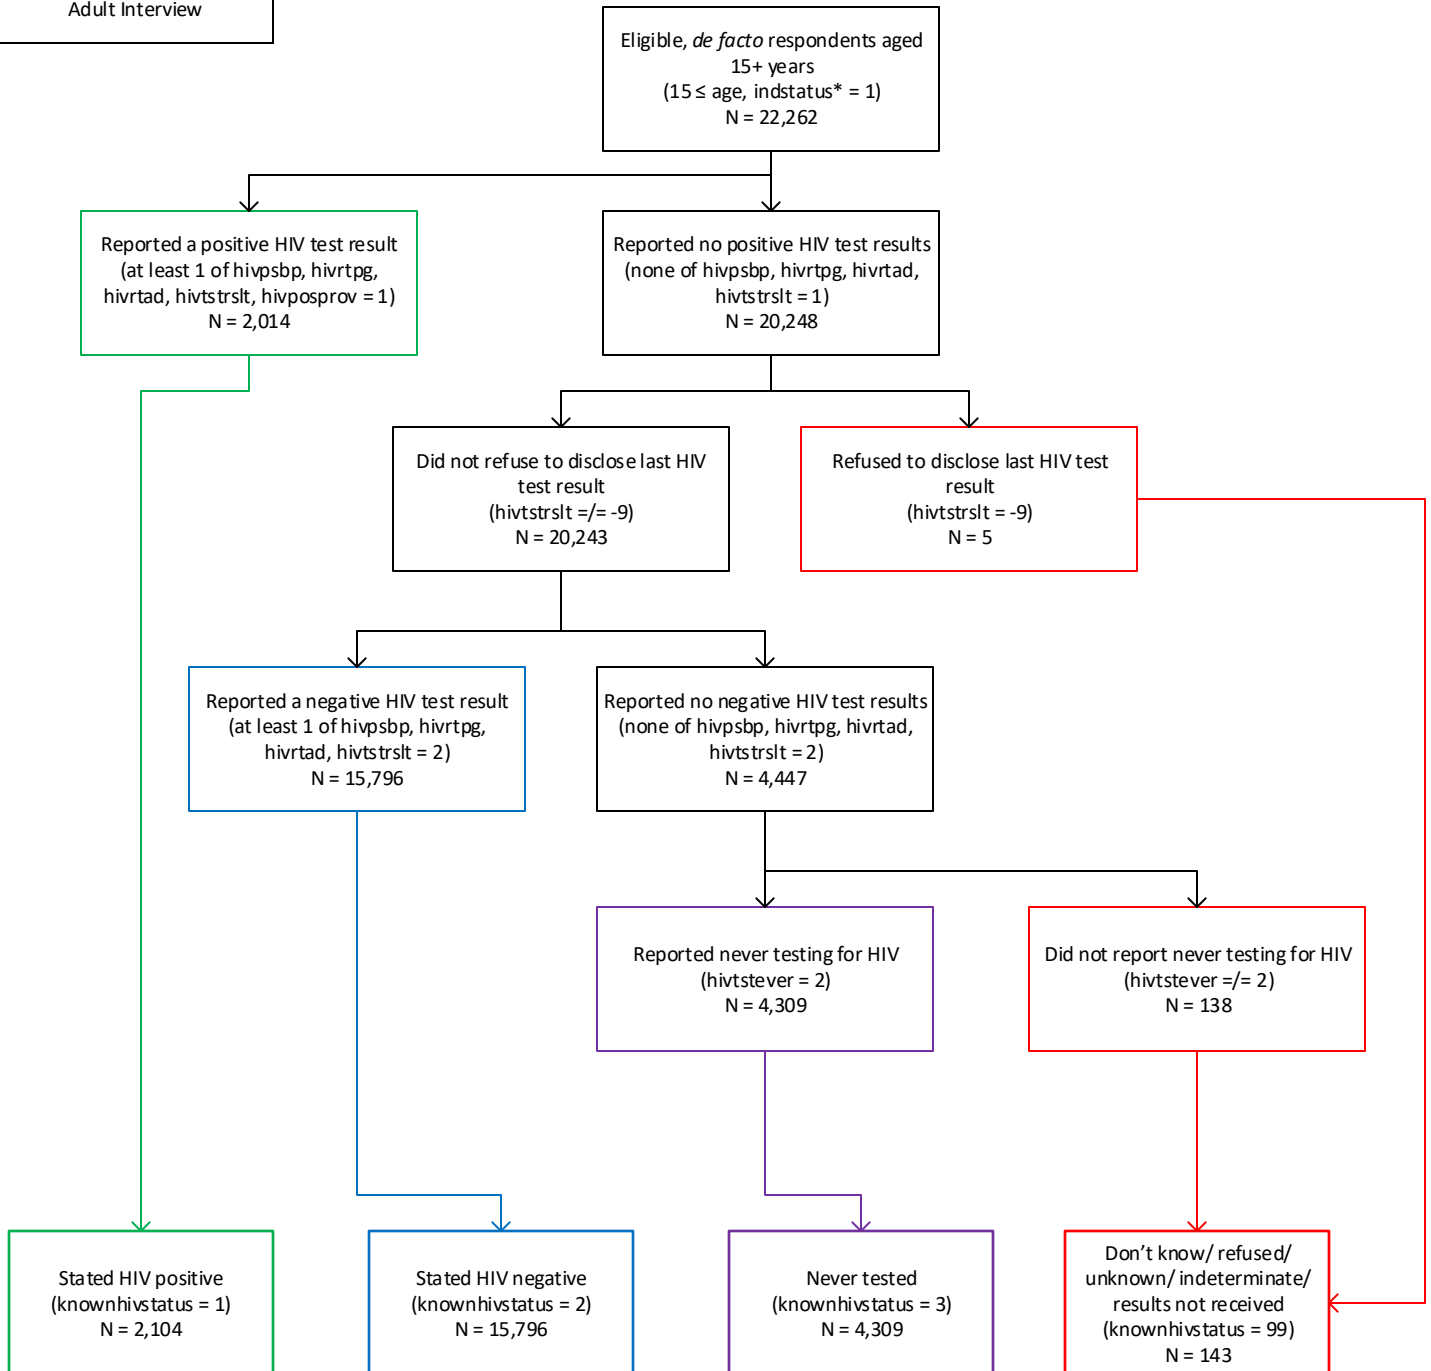 Adult Interview
Eligible, de facto respondents aged
15+ years
(15 ≤ age, indstatus* = 1)
N = 22,262
Reported a positive HIV test result
(at least 1 of hivpsbp, hivrtpg,
hivrtad, hivtstrslt, hivposprov = 1)
N = 2,014
Reported no positive HIV test results
(none of hivpsbp, hivrtpg, hivrtad,
hivtstrslt = 1)
N = 20,248
Did not refuse to disclose last HIV
test result
(hivtstrslt =/= -9)
N = 20,243
Refused to disclose last HIV test
result
(hivtstrslt = -9)
N = 5
Reported a negative HIV test result
(at least 1 of hivpsbp, hivrtpg,
hivrtad, hivtstrslt = 2)
N = 15,796
Reported no negative HIV test results
(none of hivpsbp, hivrtpg, hivrtad,
hivtstrslt = 2)
N = 4,447
Reported never testing for HIV
(hivtstever = 2)
N = 4,309
Did not report never testing for HIV
(hivtstever =/= 2)
N = 138
Stated HIV positive
(knownhivstatus = 1)
N = 2,104
Stated HIV negative
(knownhivstatus = 2)
N = 15,796
Never tested
(knownhivstatus = 3)
N = 4,309
Don't know/ refused/
unknown/ indeterminate/
results not received
(knownhivstatus = 99)
N = 143